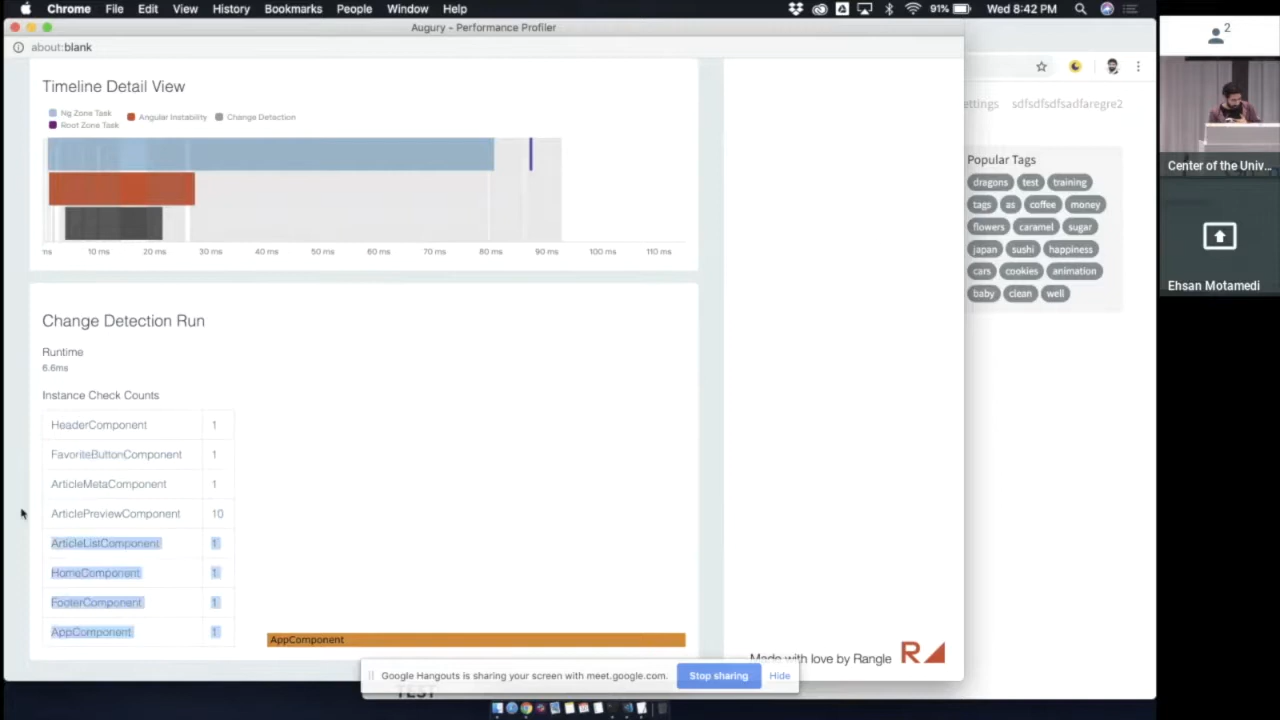 Chrome File Edit View History Bookmarks People Window Help 91% Wed 8:42 PM
Augury - Performance Profiler
about:blank
Timeline Detail View
Ng Zone Task
Root Zone Task
Angular Instability
Change Detection
ms 10 ms 20 ms 30 ms 40 ms 50 ms 60 ms 70 ms 80 ms 90 ms 100 ms 110 ms
Change Detection Run
Runtime
6.6ms
Instance Check Counts
HeaderComponent 1
FavoriteButtonComponent 1
ArticleMetaComponent 1
ArticlePreviewComponent 10
ArticleListComponent 1
HomeComponent 1
FooterComponent 1
AppComponent 1
AppComponent
Made with love by Rangle
Google Hangouts is sharing your screen with meet.google.com. Stop sharing Hide
TEST
ettings sdfsdfsdsfadfaregre2
Popular Tags
dragons test training
tags as coffee money
flowers caramel sugar
japan sushi happiness
cars cookies animation
baby clean well
2
Center of the Univ...
Ehsan Motamedi